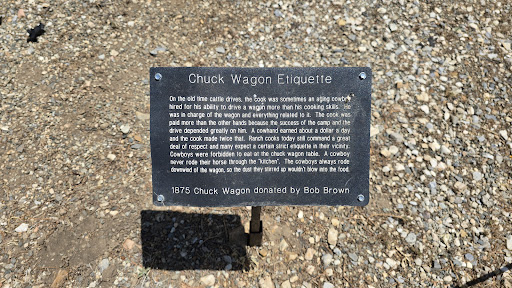 Chuck Wagon Etiquette
On the old time cattle drives, the cook was sometimes an aging cowboy
hired for his ability to drive a wagon more than his cooking skills. He
was in charge of the wagon and everything related to it. The cook was
paid more than the other hands because the success of the camp and the
drive depended greatly on him. A cowhand earned about a dollar a day
and the cook made twice that. Ranch cooks today still command a great
deal of respect and many expect a certain strict etiquette in their vicinity.
Cowboys were forbidden to eat at the chuck wagon table. A cowboy
never rode their horse through the "kitchen". The cowboys always rode
downwind of the wagon, so the dust they stirred up wouldn't blow into the food.
1875 Chuck Wagon donated by Bob Brown